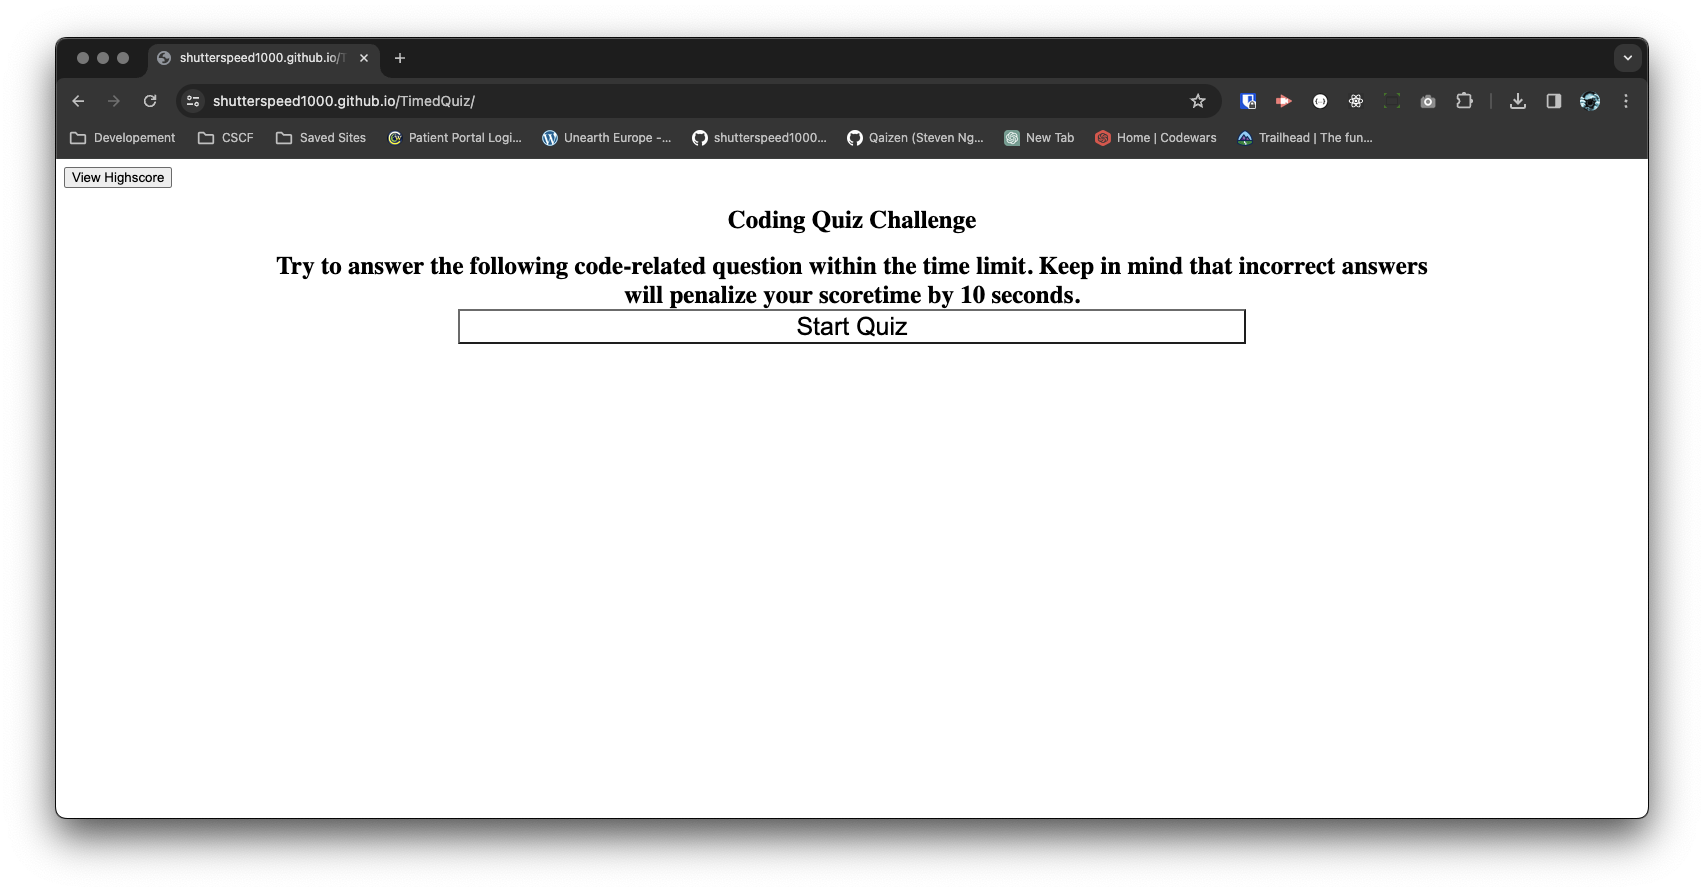 shutterspeed1000.github.io/
shutterspeed1000.github.io/TimedQuiz/
Developement CSCF Saved Sites Patient Portal Logi... Unearth Europe -... shutterspeed1000... Qaizen (Steven Ng... New Tab Home | Codewars Trailhead | The fun...
View Highscore
Coding Quiz Challenge
Try to answer the following code-related question within the time limit. Keep in mind that incorrect answers
will penalize your scoretime by 10 seconds.
Start Quiz